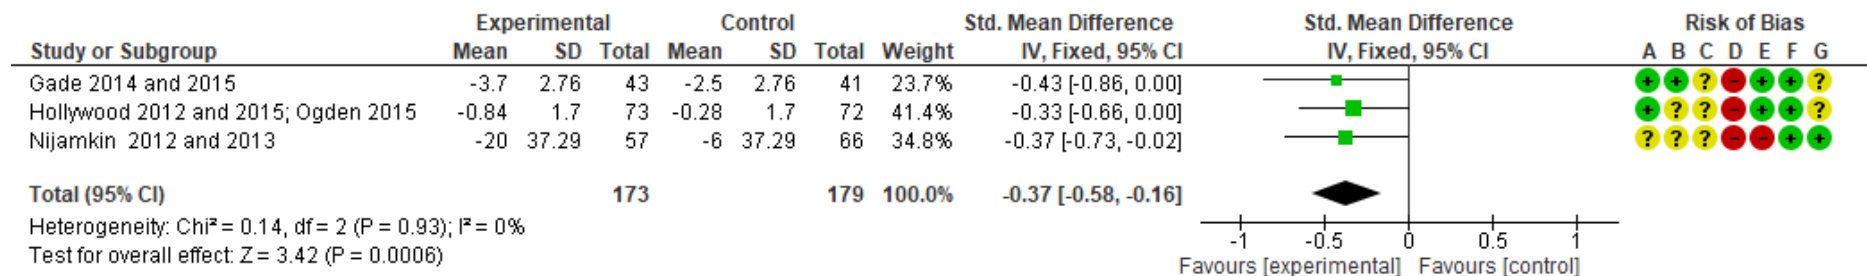 Experimental Control Std. Mean Difference Std. Mean Difference Risk of Bias
Study or Subgroup Mean SD Total Mean SD Total Weight IV, Fixed, 95% CI IV, Fixed, 95% CI A B C D E F G
Gade 2014 and 2015 -3.7 2.76 43 -2.5 2.76 41 23.7% -0.43 [-0.86, 0.00] + + ? - + + ?
Hollywood 2012 and 2015; Ogden 2015 -0.84 1.7 73 -0.28 1.7 72 41.4% -0.33 [-0.66, 0.00] + ? ? - + + ?
Nijamkin 2012 and 2013 -20 37.29 57 -6 37.29 66 34.8% -0.37 [-0.73, -0.02] ? ? ? - - + +
Total (95% CI) 173 179 100.0% -0.37 [-0.58, -0.16]
Heterogeneity: Chi² = 0.14, df = 2 (P = 0.93); I² = 0%
Test for overall effect: Z = 3.42 (P = 0.0006)
-1 -0.5 0 0.5 1
Favours [experimental] Favours [control]